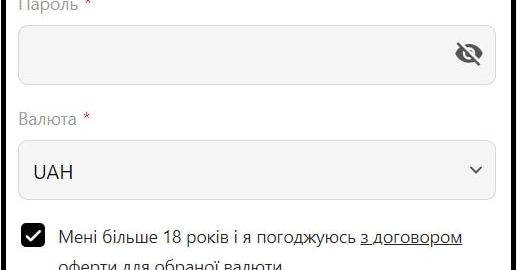 Пароль *
Валюта *
UAH
Мені більше 18 років і я погоджуюсь з договором
оферти для обраної валюти